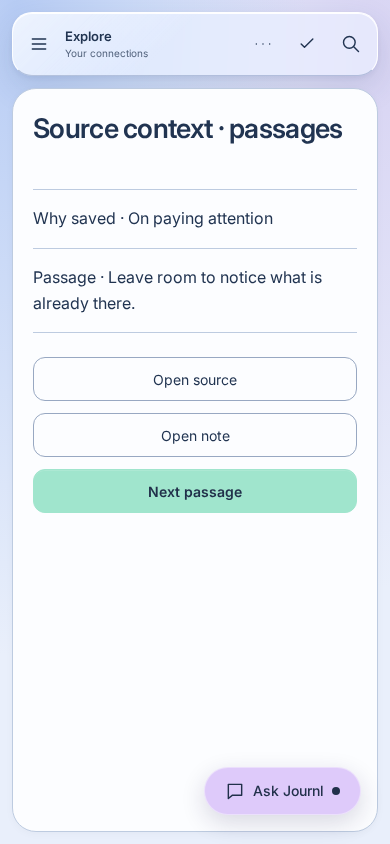 Explore
Your connections
Source context · passages
Why saved · On paying attention
Passage · Leave room to notice what is
already there.
Open source
Open note
Next passage
Ask Journl